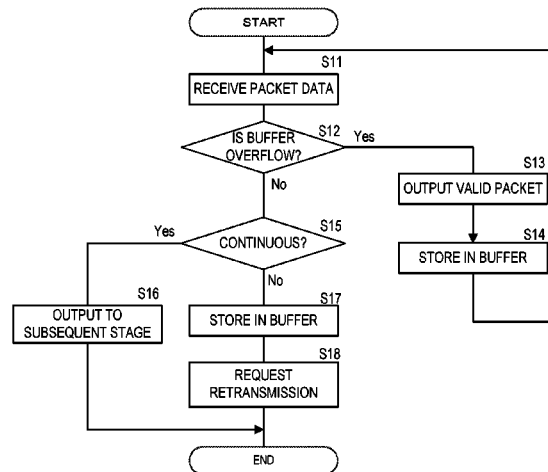 START
S11
RECEIVE PACKET DATA
S12
IS BUFFER
OVERFLOW?
Yes
No
S13
OUTPUT VALID PACKET
S14
STORE IN BUFFER
S15
CONTINUOUS?
Yes
No
S16
OUTPUT TO
SUBSEQUENT STAGE
S17
STORE IN BUFFER
S18
REQUEST
RETRANSMISSION
END